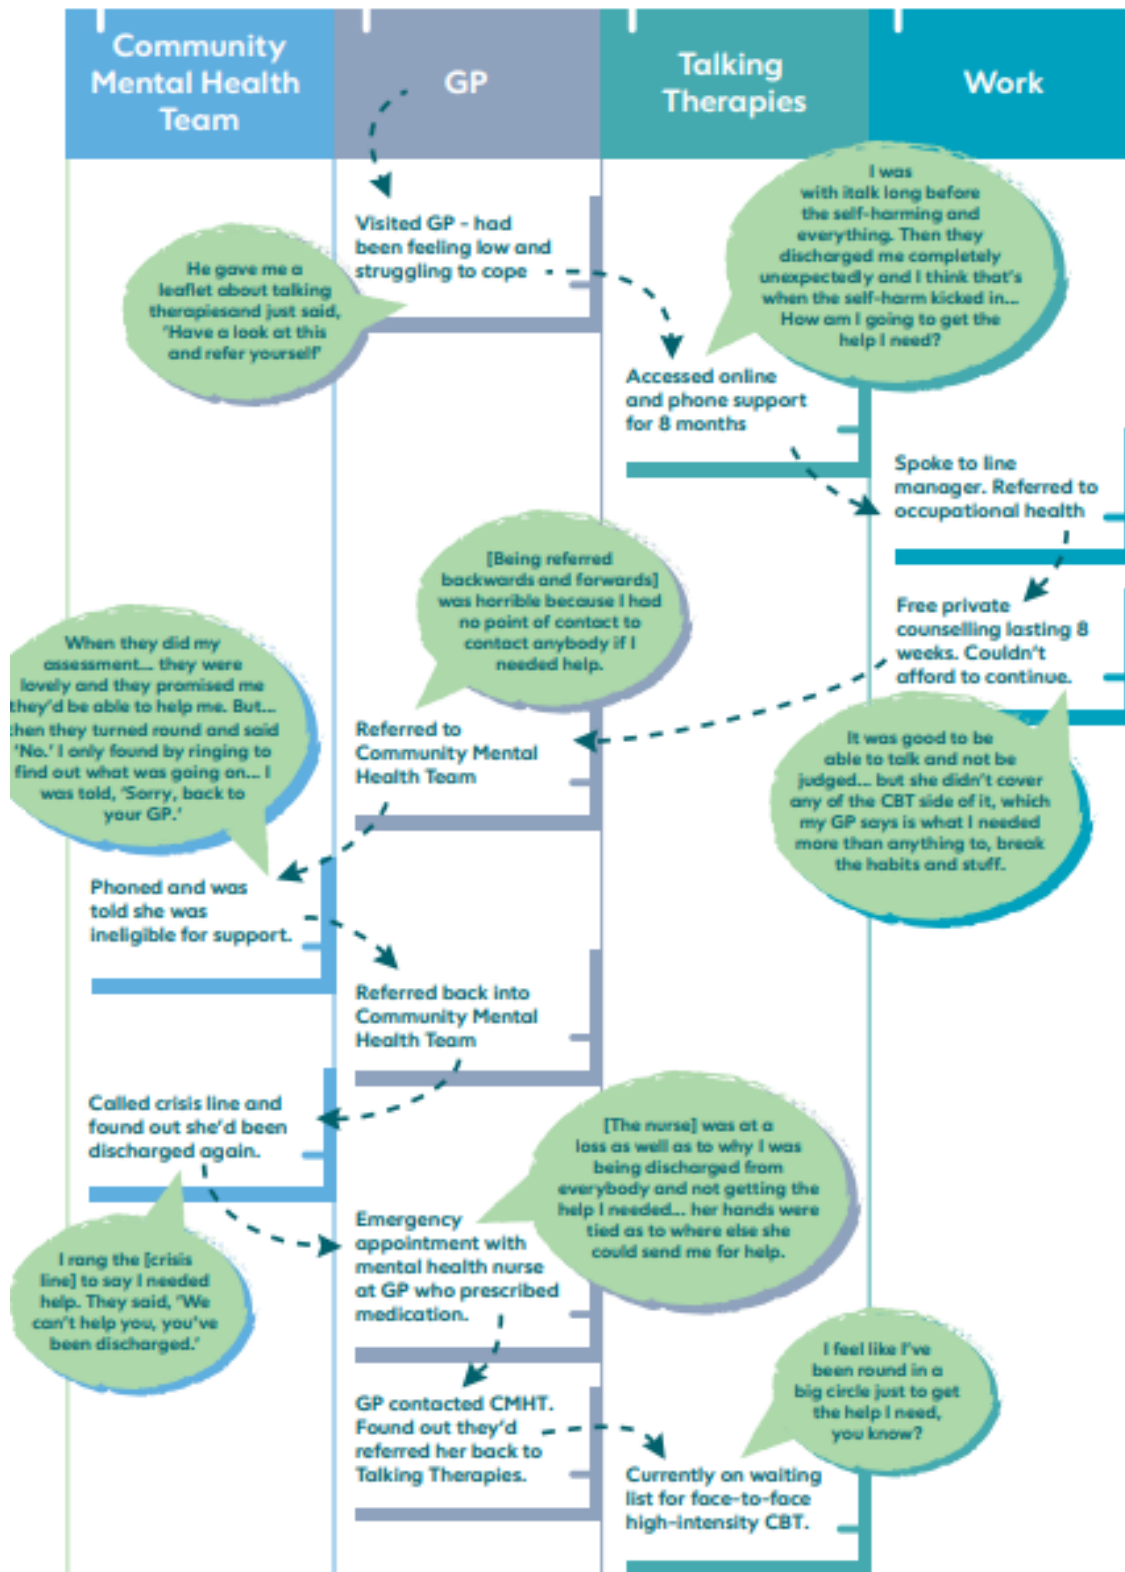 Community
Mental Health
Team
GP
Talking
Therapies
Work
Visited GP - had
been feeling low and
struggling to cope
He gave me a
leaflet about talking
therapiesand just said,
'Have a look at this
and refer yourself'
I was
with italk long before
the self-harming and
everything. Then they
discharged me completely
unexpectedly and I think that's
when the self-harm kicked in...
How am I going to get the
help I need?
Accessed online
and phone support
for 8 months
Spoke to line
manager. Referred to
occupational health
Free private
counselling lasting 8
weeks. Couldn't
afford to continue.
It was good to be
able to talk and not be
judged... but she didn't cover
any of the CBT side of it, which
my GP says is what I needed
more than anything to, break
the habits and stuff.
[Being referred
backwards and forwards]
was horrible because I had
no point of contact to
contact anybody if I
needed help.
Referred to
Community Mental
Health Team
When they did my
assessment... they were
lovely and they promised me
they'd be able to help me. But...
then they turned round and said
'No.' I only found by ringing to
find out what was going on... I
was told, 'Sorry, back to
your GP.'
Phoned and was
told she was
ineligible for support.
Referred back into
Community Mental
Health Team
Called crisis line and
found out she'd been
discharged again.
I rang the [crisis
line] to say I needed
help. They said, 'We
can't help you, you've
been discharged.'
Emergency
appointment with
mental health nurse
at GP who prescribed
medication.
[The nurse] was at a
loss as well as to why I was
being discharged from
everybody and not getting the
help I needed... her hands were
tied as to where else she
could send me for help.
GP contacted CMHT.
Found out they'd
referred her back to
Talking Therapies.
Currently on waiting
list for face-to-face
high-intensity CBT.
I feel like I've
been round in a
big circle just to get
the help I need,
you know?